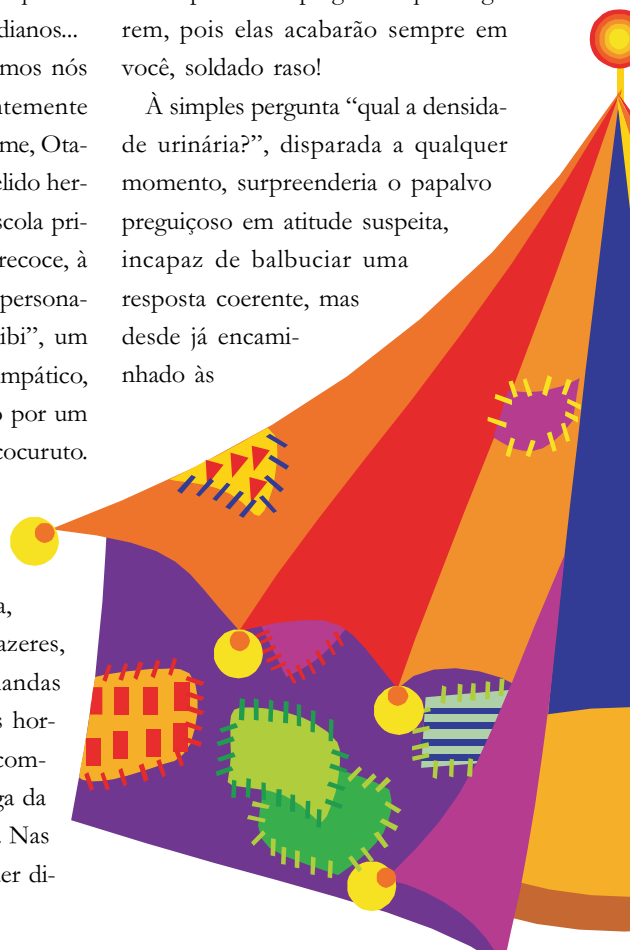 dianos...
mos nós
ntemente
me, Ota-
elido her-
scola pri-
recoce, à
persona-
ibi”, um
mpático,
o por um
cocuruto.
a,
azeres,
andas
s hor-
com-
ga da
. Nas
er di-
rem, pois elas acabarão sempre em
você, soldado raso!
À simples pergunta “qual a densida-
de urinária?”, disparada a qualquer
momento, surpreenderia o papalvo
preguiçoso em atitude suspeita,
incapaz de balbuciar uma
resposta coerente, mas
desde já encami-
nhado às